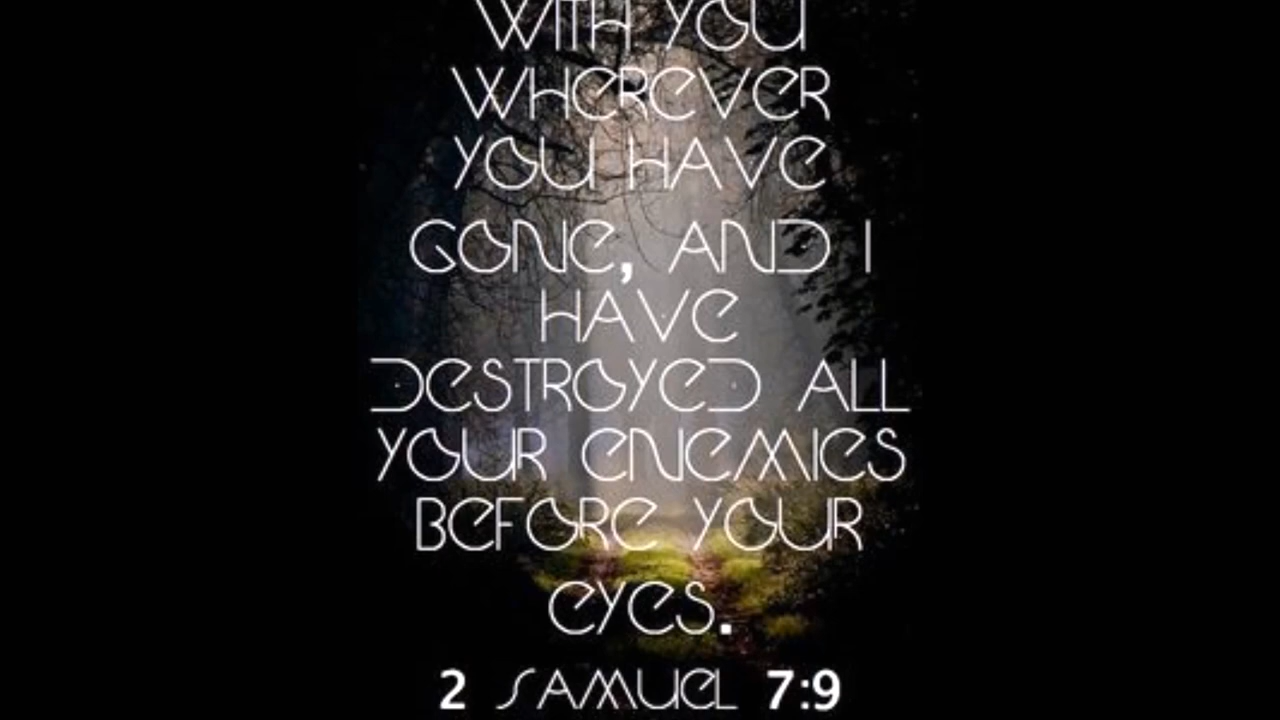 WITH YOU
WHEREVER
YOU HAVE
GONE, AND I
HAVE
DESTROYED ALL
YOUR ENEMIES
BEFORE YOUR
EYES.
2 SAMUEL 7:9